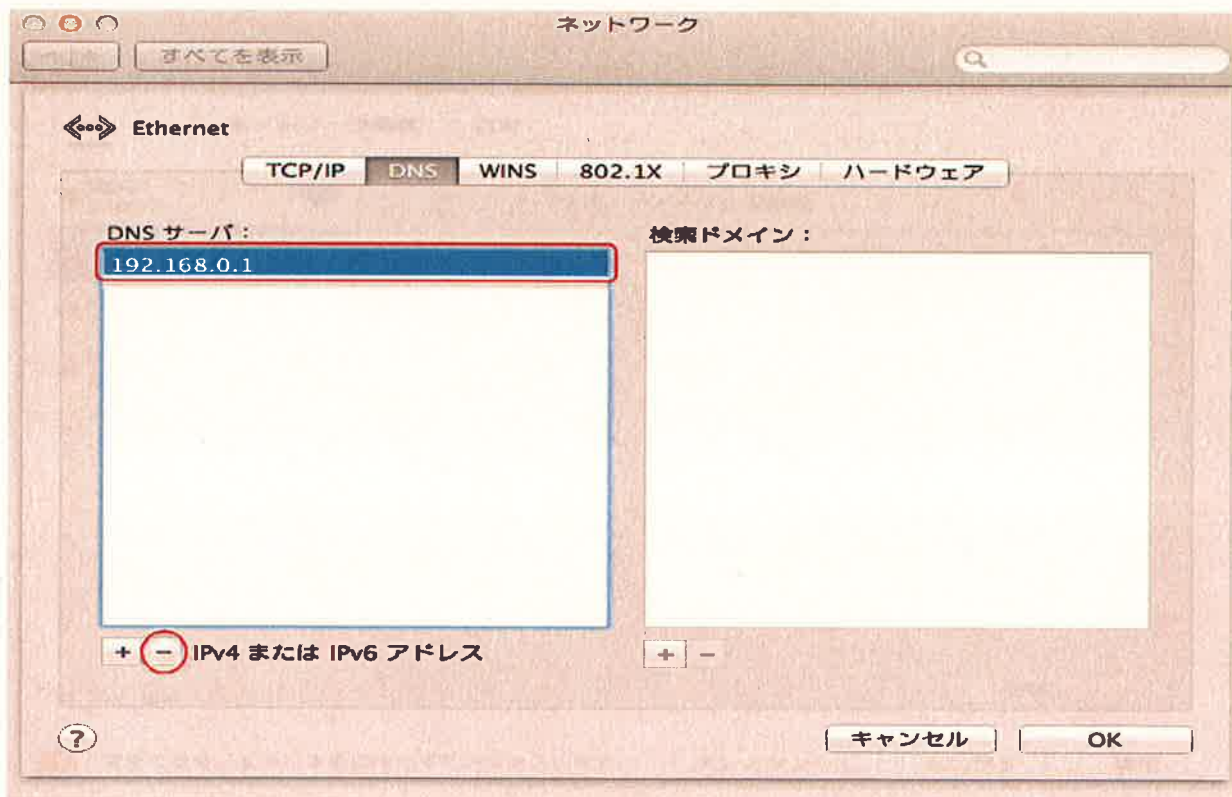 ネットワーク
すべてを表示
Ethernet
TCP/IP DNS WINS 802.1X プロキシ ハードウェア
DNS サーバ： 検索ドメイン：
192.168.0.1
+ − IPv4 または IPv6 アドレス + −
? キャンセル OK